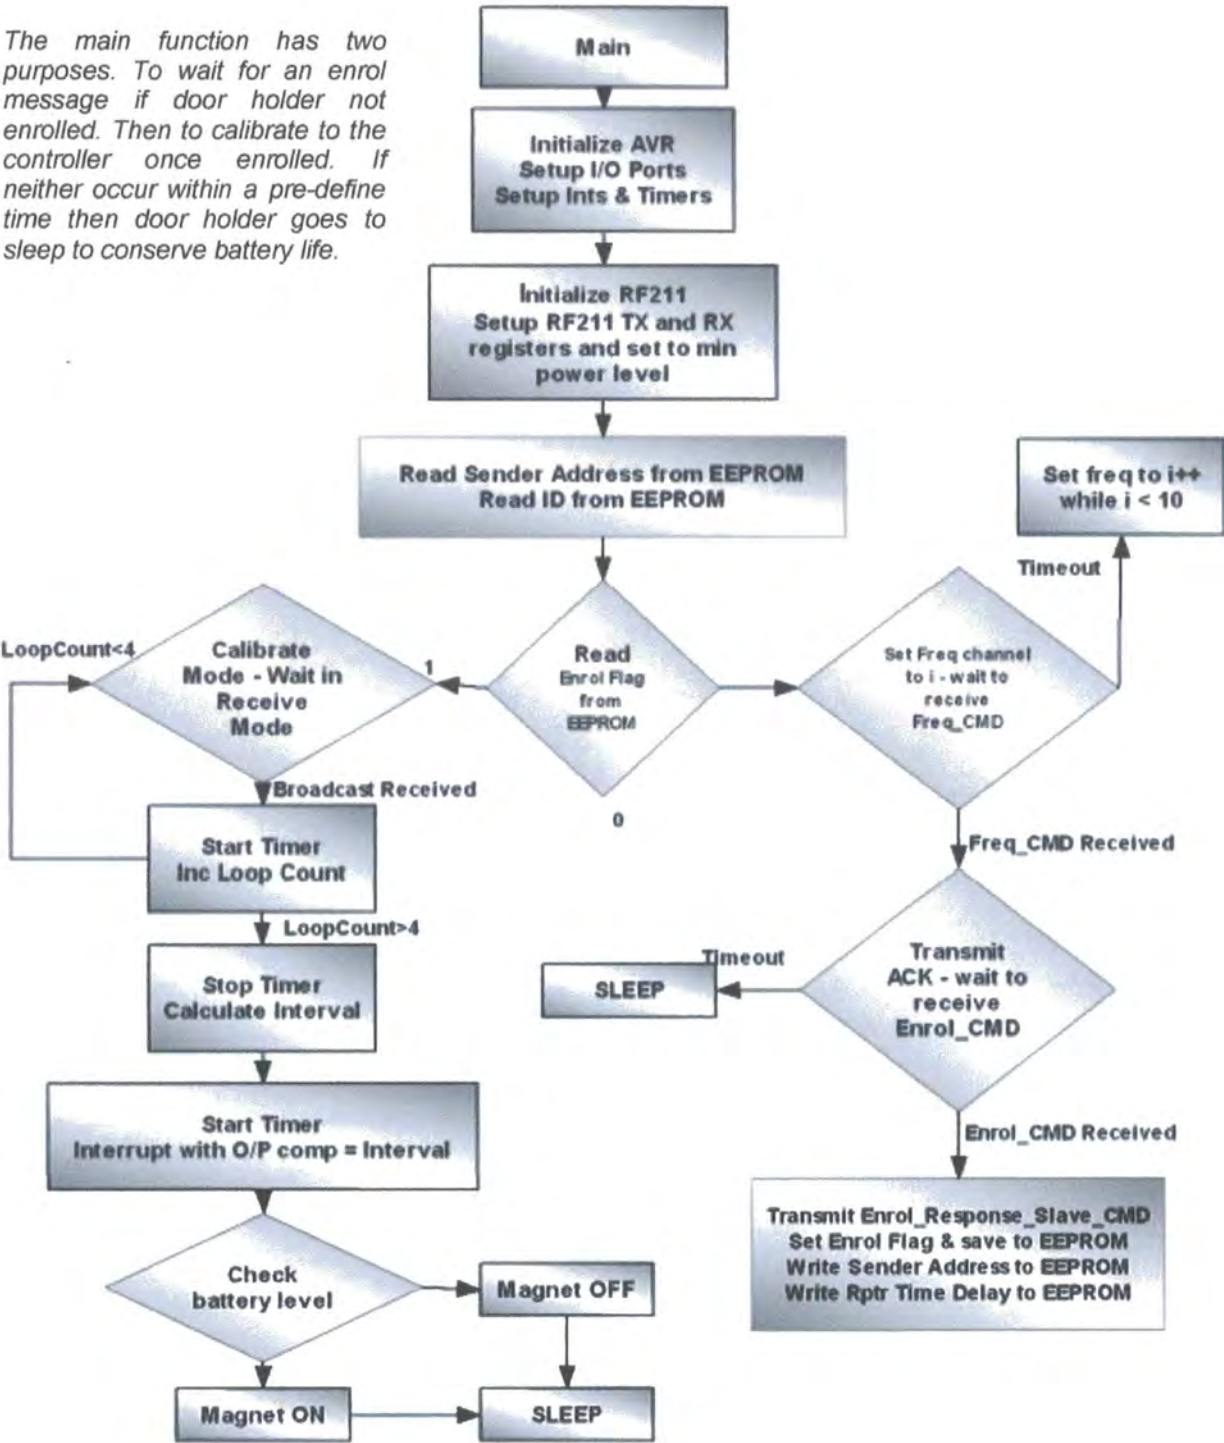 The main function has two
purposes. To wait for an enrol
message if door holder not
enrolled. Then to calibrate to the
controller once enrolled. If
neither occur within a pre-define
time then door holder goes to
sleep to conserve battery life.
Main
Initialize AVR
Setup I/O Ports
Setup Ints & Timers
Initialize RF211
Setup RF211 TX and RX
registers and set to min
power level
Read Sender Address from EEPROM
Read ID from EEPROM
Set freq to i++
while i < 10
Timeout
LoopCount<4
Calibrate
Mode - Wait in
Receive
Mode
1
Read
Enrol Flag
from
EEPROM
0
Set Freq channel
to i - wait to
receive
Freq_CMD
Broadcast Received
Start Timer
Inc Loop Count
Freq_CMD Received
LoopCount>4
Stop Timer
Calculate Interval
Timeout
SLEEP
Transmit
ACK - wait to
receive
Enrol_CMD
Start Timer
Interrupt with O/P comp = Interval
Enrol_CMD Received
Transmit Enrol_Response_Slave_CMD
Set Enrol Flag & save to EEPROM
Write Sender Address to EEPROM
Write Rptr Time Delay to EEPROM
Check
battery level
Magnet OFF
Magnet ON
SLEEP